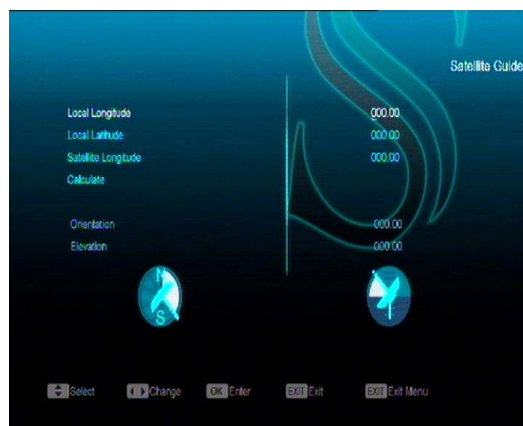 Satellite Guide
Local Longitude 000.00
Local Latitude 000.00
Satellite Longitude 000.00
Calculate
Orientation 000.00
Elevation 000.00
N
S
Select Change OK Enter EXIT Exit EXIT Exit Menu